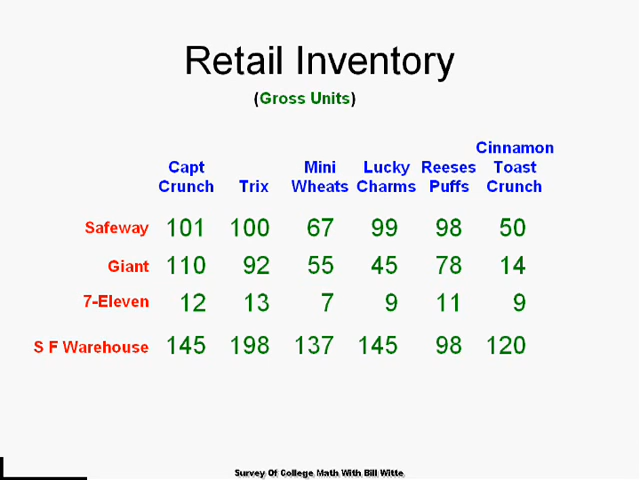 Retail Inventory
(Gross Units)
Capt Crunch Trix Mini Wheats Lucky Charms Reeses Puffs Cinnamon Toast Crunch
Safeway 101 100 67 99 98 50
Giant 110 92 55 45 78 14
7-Eleven 12 13 7 9 11 9
S F Warehouse 145 198 137 145 98 120
Survey Of College Math With Bill Witte